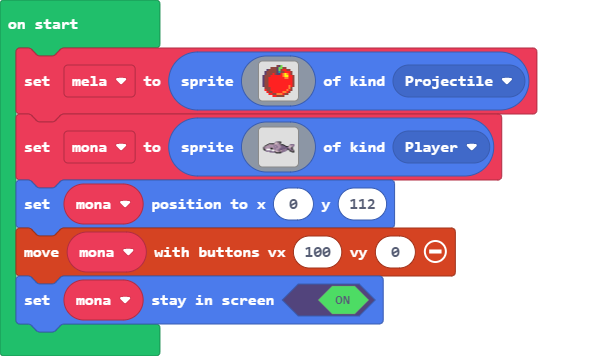 on start
set mela to sprite of kind Projectile
set mona to sprite of kind Player
set mona position to x 0 y 112
move mona with buttons vx 100 vy 0
set mona stay in screen ON